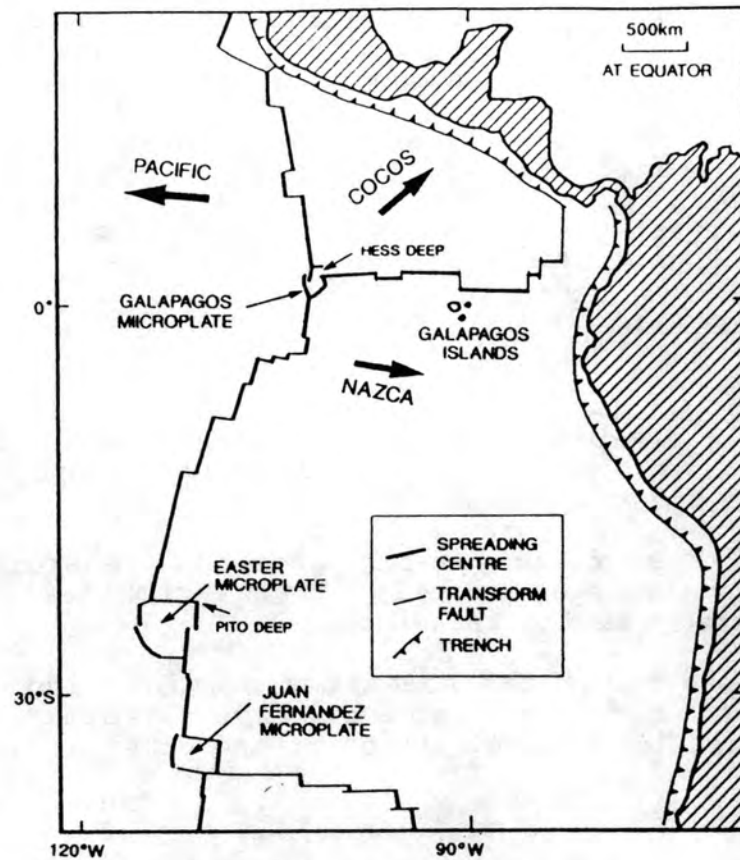 500km
AT EQUATOR
PACIFIC
COCOS
HESS DEEP
0°
GALAPAGOS
MIICROPLATE
GALAPAGOS
ISLANDS
NAZCA
SPREADING
CENTRE
TRANSFORM
FAULT
TRENCH
EASTER
MICROPLATE
PITO DEEP
30°S
JUAN
FERNANDEZ
MICROPLATE
120°W
90°W